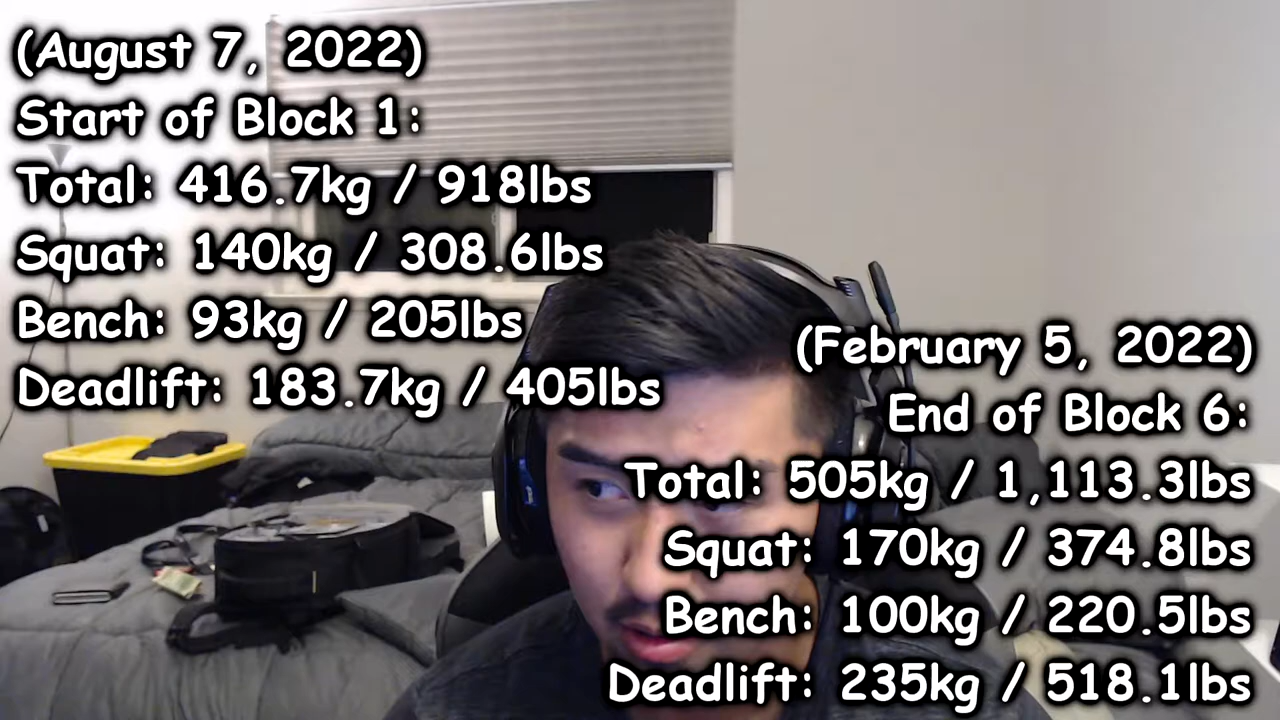 (August 7, 2022)
Start of Block 1:
Total: 416.7kg / 918lbs
Squat: 140kg / 308.6lbs
Bench: 93kg / 205lbs
Deadlift: 183.7kg / 405lbs
(February 5, 2022)
End of Block 6:
Total: 505kg / 1,113.3lbs
Squat: 170kg / 374.8lbs
Bench: 100kg / 220.5lbs
Deadlift: 235kg / 518.1lbs